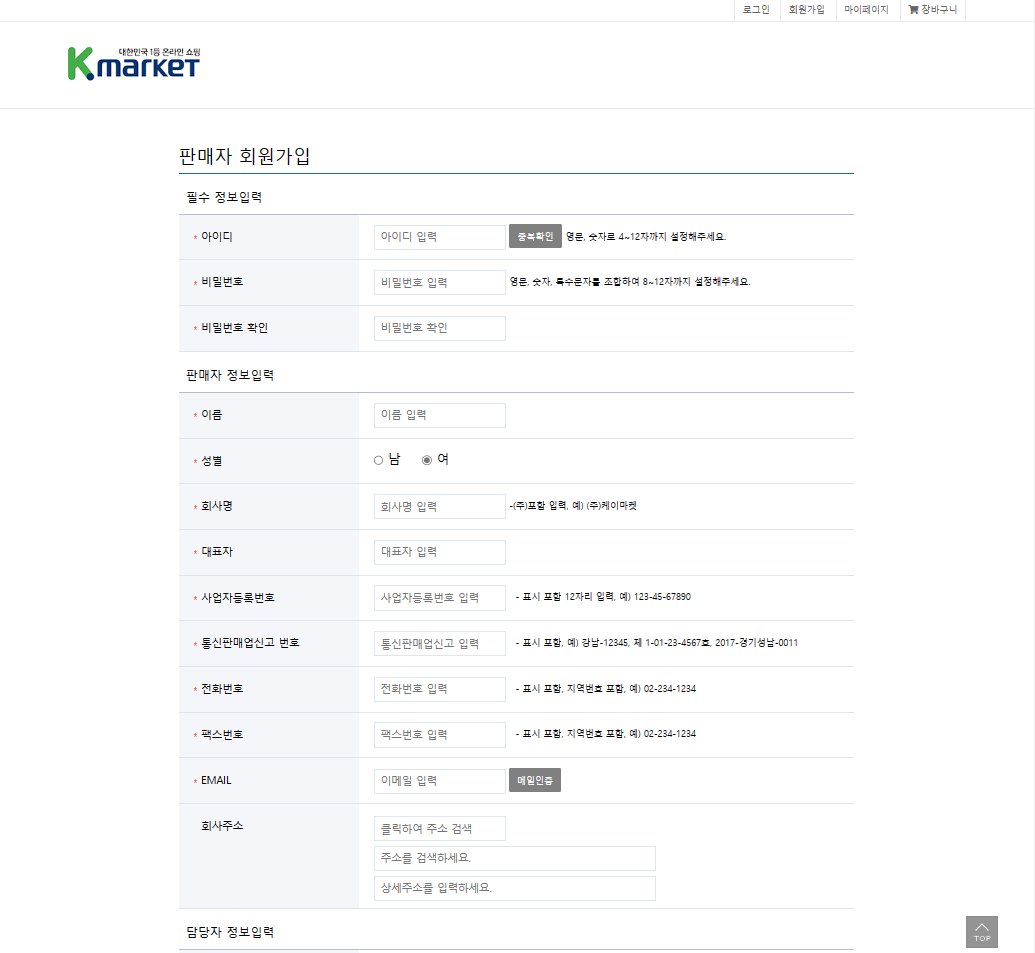 로그인 회원가입 마이페이지 장바구니
대한민국 1등 온라인 쇼핑
Kmarket
판매자 회원가입
필수 정보입력
* 아이디 아이디 입력 중복확인 영문, 숫자로 4~12자까지 설정해주세요.
* 비밀번호 비밀번호 입력 영문, 숫자, 특수문자를 조합하여 8~12자까지 설정해주세요.
* 비밀번호 확인 비밀번호 확인
판매자 정보입력
* 이름 이름 입력
* 성별 남 여
* 회사명 회사명 입력 -(주)포함 입력, 예) (주)케이마켓
* 대표자 대표자 입력
* 사업자등록번호 사업자등록번호 입력 - 표시 포함 12자리 입력, 예) 123-45-67890
* 통신판매업신고 번호 통신판매업신고 입력 - 표시 포함, 예) 강남-12345, 제 1-01-23-4567호, 2017-경기성남-0011
* 전화번호 전화번호 입력 - 표시 포함, 지역번호 포함, 예) 02-234-1234
* 팩스번호 팩스번호 입력 - 표시 포함, 지역번호 포함, 예) 02-234-1234
* EMAIL 이메일 입력 메일인증
회사주소 클릭하여 주소 검색
주소를 검색하세요.
상세주소를 입력하세요.
담당자 정보입력
TOP